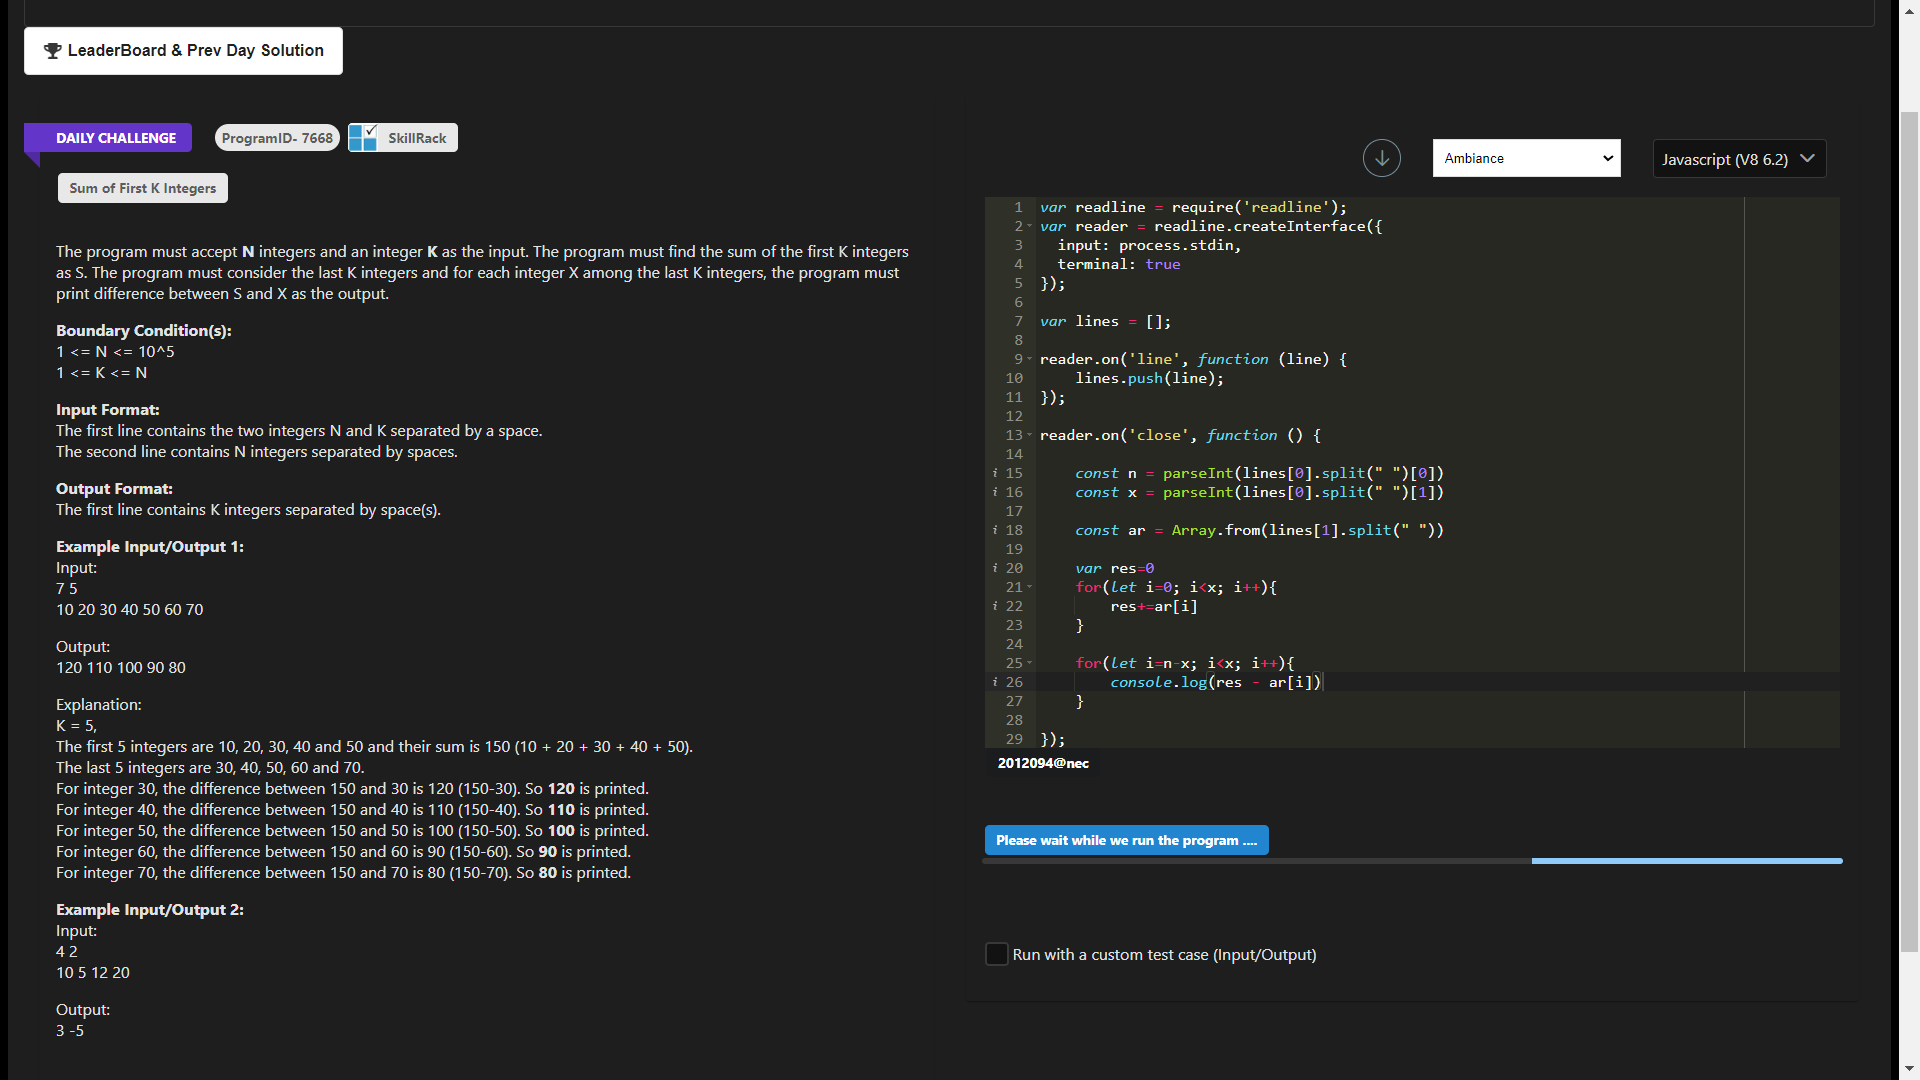 LeaderBoard & Prev Day Solution
DAILY CHALLENGE
ProgramID- 7668
SkillRack
Sum of First K Integers
The program must accept N integers and an integer K as the input. The program must find the sum of the first K integers
as S. The program must consider the last K integers and for each integer X among the last K integers, the program must
print difference between S and X as the output.
Boundary Condition(s):
1 <= N <= 10^5
1 <= K <= N
Input Format:
The first line contains the two integers N and K separated by a space.
The second line contains N integers separated by spaces.
Output Format:
The first line contains K integers separated by space(s).
Example Input/Output 1:
Input:
7 5
10 20 30 40 50 60 70
Output:
120 110 100 90 80
Explanation:
K = 5,
The first 5 integers are 10, 20, 30, 40 and 50 and their sum is 150 (10 + 20 + 30 + 40 + 50).
The last 5 integers are 30, 40, 50, 60 and 70.
For integer 30, the difference between 150 and 30 is 120 (150-30). So 120 is printed.
For integer 40, the difference between 150 and 40 is 110 (150-40). So 110 is printed.
For integer 50, the difference between 150 and 50 is 100 (150-50). So 100 is printed.
For integer 60, the difference between 150 and 60 is 90 (150-60). So 90 is printed.
For integer 70, the difference between 150 and 70 is 80 (150-70). So 80 is printed.
Example Input/Output 2:
Input:
4 2
10 5 12 20
Output:
3 -5
Ambiance
Javascript (V8 6.2)
1 var readline = require('readline');
2 var reader = readline.createInterface({
3   input: process.stdin,
4   terminal: true
5 });
6
7 var lines = [];
8
9 reader.on('line', function (line) {
10     lines.push(line);
11 });
12
13 reader.on('close', function () {
14
i 15     const n = parseInt(lines[0].split(" ")[0])
i 16     const x = parseInt(lines[0].split(" ")[1])
17
i 18     const ar = Array.from(lines[1].split(" "))
19
i 20     var res=0
21     for(let i=0; i<x; i++){
i 22         res+=ar[i]
23     }
24
25     for(let i=n-x; i<x; i++){
i 26         console.log(res - ar[i])
27     }
28
29 });
2012094@nec
Please wait while we run the program ....
Run with a custom test case (Input/Output)